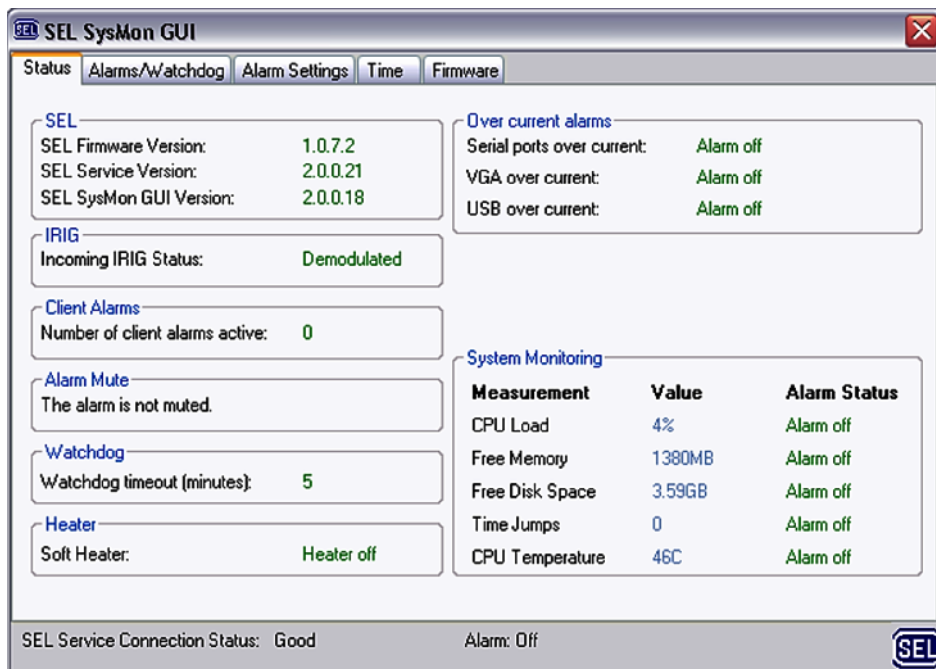 SEL SEL SysMon GUI
Status Alarms/Watchdog Alarm Settings Time Firmware
SEL
SEL Firmware Version: 1.0.7.2
SEL Service Version: 2.0.0.21
SEL SysMon GUI Version: 2.0.0.18
IRIG
Incoming IRIG Status: Demodulated
Client Alarms
Number of client alarms active: 0
Alarm Mute
The alarm is not muted.
Watchdog
Watchdog timeout (minutes): 5
Heater
Soft Heater: Heater off
Over current alarms
Serial ports over current: Alarm off
VGA over current: Alarm off
USB over current: Alarm off
System Monitoring
Measurement Value Alarm Status
CPU Load 4% Alarm off
Free Memory 1380MB Alarm off
Free Disk Space 3.59GB Alarm off
Time Jumps 0 Alarm off
CPU Temperature 46C Alarm off
SEL Service Connection Status: Good Alarm: Off SEL